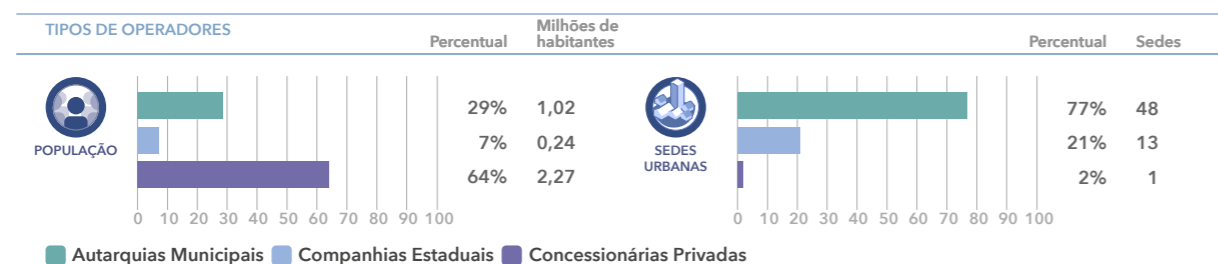 TIPOS DE OPERADORES
Percentual
Milhões de
habitantes
Percentual
Sedes
POPULAÇÃO
29% 1,02
7% 0,24
64% 2,27
0 10 20 30 40 50 60 70 80 90 100
SEDES
URBANAS
77% 48
21% 13
2% 1
0 10 20 30 40 50 60 70 80 90 100
Autarquias Municipais Companhias Estaduais Concessionárias Privadas